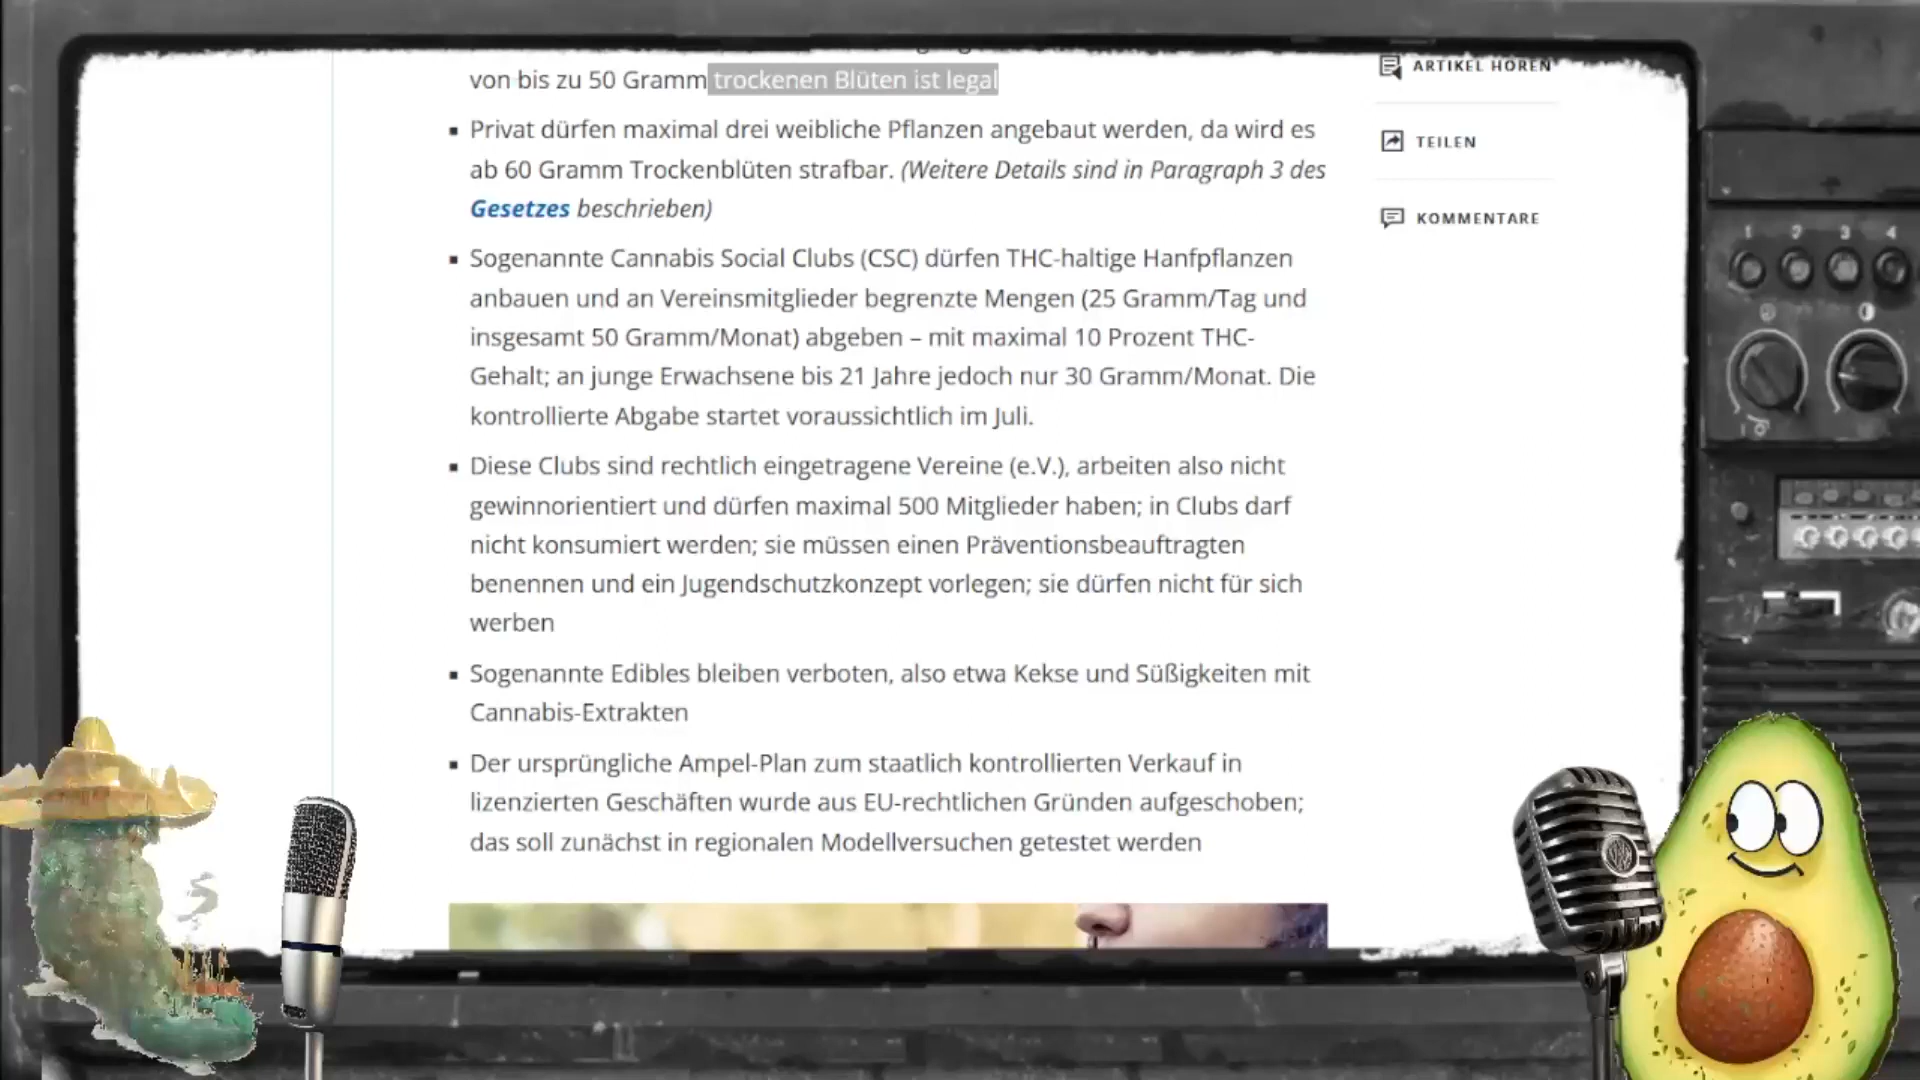 von bis zu 50 Gramm trockenen Blüten ist legal
Privat dürfen maximal drei weibliche Pflanzen angebaut werden, da wird es
ab 60 Gramm Trockenblüten strafbar. (Weitere Details sind in Paragraph 3 des
Gesetzes beschrieben)
Sogenannte Cannabis Social Clubs (CSC) dürfen THC-haltige Hanfpflanzen
anbauen und an Vereinsmitglieder begrenzte Mengen (25 Gramm/Tag und
insgesamt 50 Gramm/Monat) abgeben – mit maximal 10 Prozent THC-
Gehalt; an junge Erwachsene bis 21 Jahre jedoch nur 30 Gramm/Monat. Die
kontrollierte Abgabe startet voraussichtlich im Juli.
Diese Clubs sind rechtlich eingetragene Vereine (e.V.), arbeiten also nicht
gewinnorientiert und dürfen maximal 500 Mitglieder haben; in Clubs darf
nicht konsumiert werden; sie müssen einen Präventionsbeauftragten
benennen und ein Jugendschutzkonzept vorlegen; sie dürfen nicht für sich
werben
Sogenannte Edibles bleiben verboten, also etwa Kekse und Süßigkeiten mit
Cannabis-Extrakten
Der ursprüngliche Ampel-Plan zum staatlich kontrollierten Verkauf in
lizenzierten Geschäften wurde aus EU-rechtlichen Gründen aufgeschoben;
das soll zunächst in regionalen Modellversuchen getestet werden
ARTIKEL HÖREN
TEILEN
KOMMENTARE
1 2 3 4